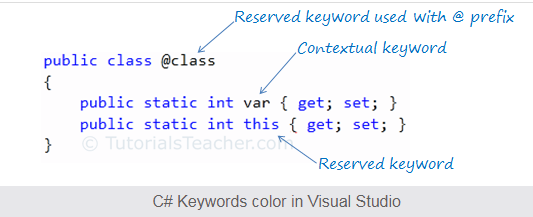 Reserved keyword used with @ prefix
Contextual keyword
public class @class
{
public static int var { get; set; }
public static int this { get; set; }
}
© TutorialsTeacher.com
Reserved keyword
C# Keywords color in Visual Studio